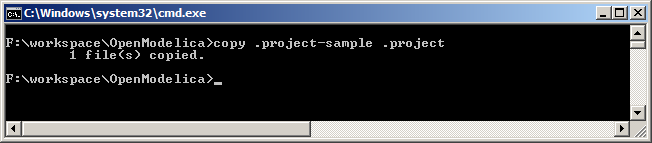 C:\Windows\system32\cmd.exe
F:\workspace\OpenModelica>copy .project-sample .project
        1 file(s) copied.
F:\workspace\OpenModelica>_